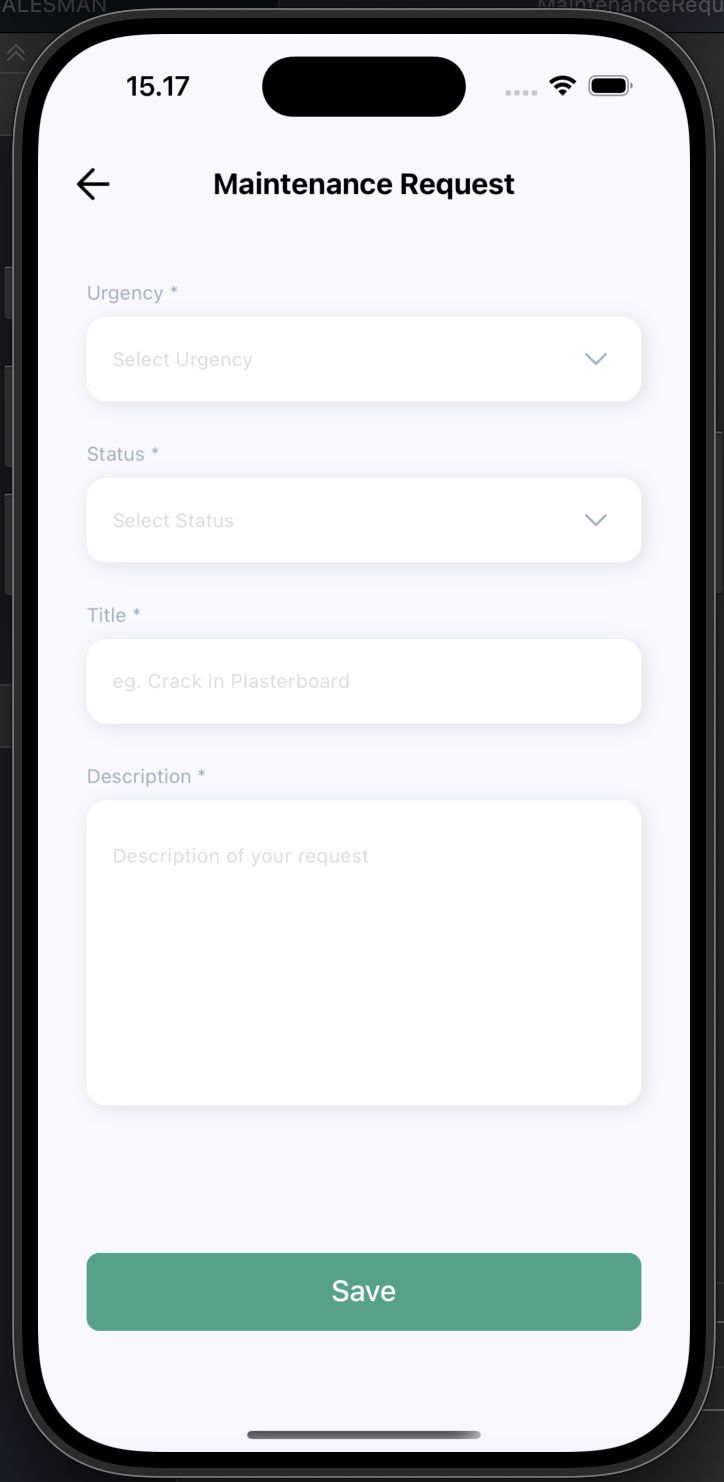 ALESMAN
MaintenanceRequ
15.17
Maintenance Request
Urgency *
Select Urgency
Status *
Select Status
Title *
eg. Crack in Plasterboard
Description *
Description of your request
Save